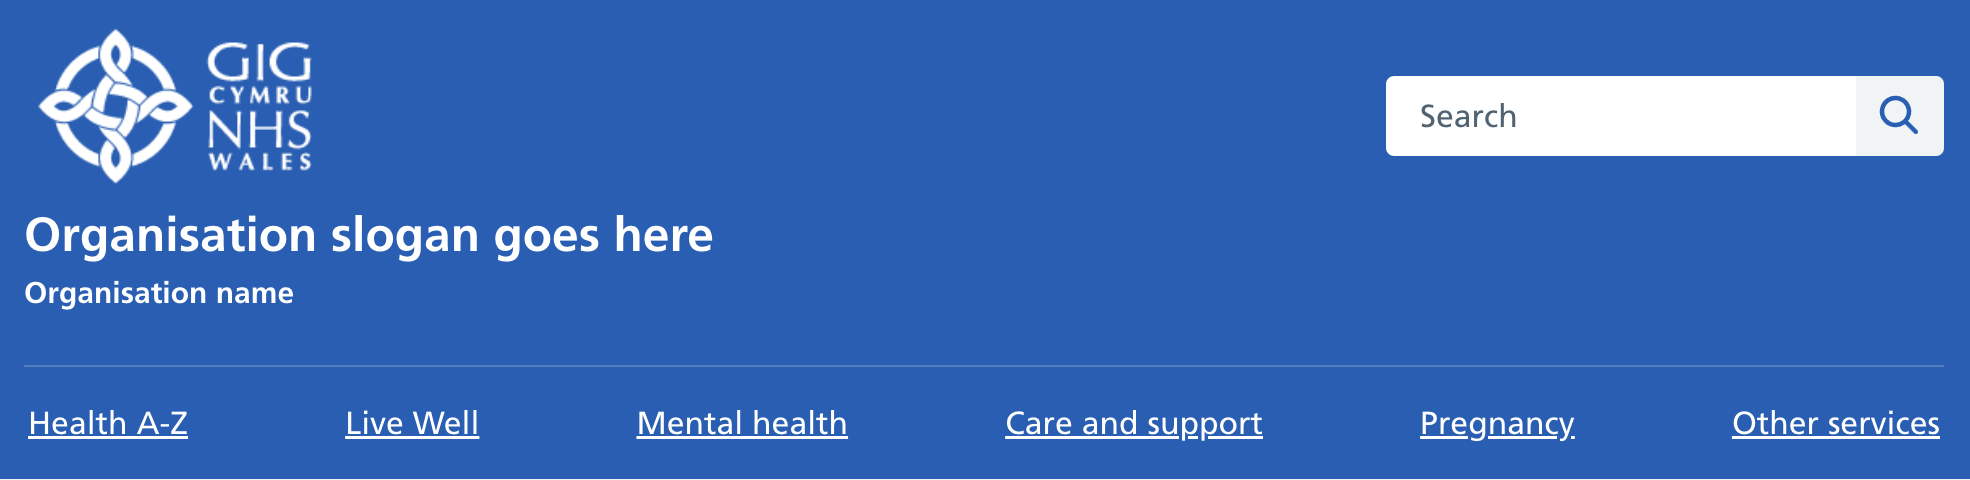 GIG
CYMRU
NHS
WALES
Search
Organisation slogan goes here
Organisation name
Health A-Z Live Well Mental health Care and support Pregnancy Other services